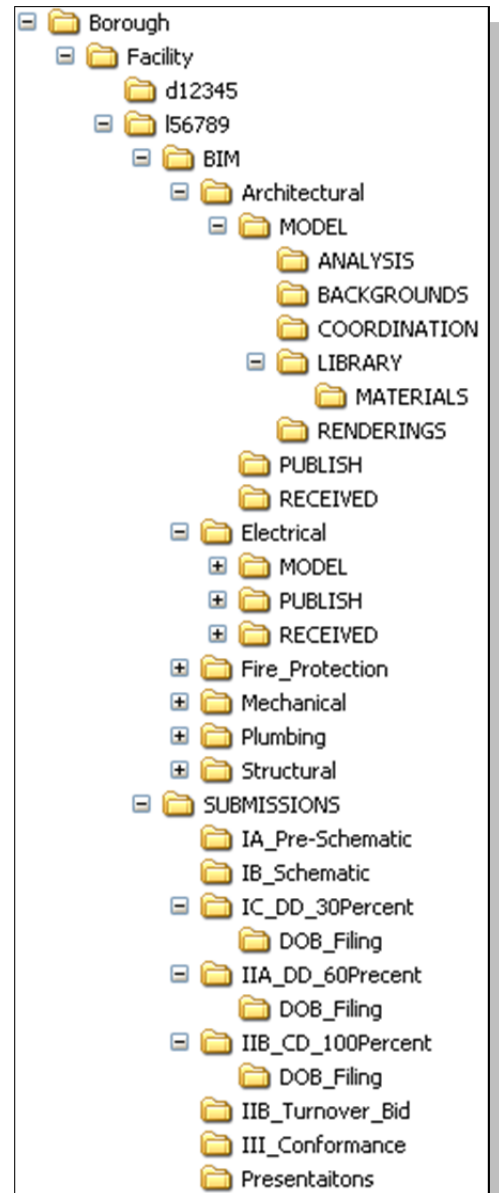 Borough
Facility
d12345
l56789
BIM
Architectural
MODEL
ANALYSIS
BACKGROUNDS
COORDINATION
LIBRARY
MATERIALS
RENDERINGS
PUBLISH
RECEIVED
Electrical
MODEL
PUBLISH
RECEIVED
Fire_Protection
Mechanical
Plumbing
Structural
SUBMISSIONS
IA_Pre-Schematic
IB_Schematic
IC_DD_30Percent
DOB_Filing
IIA_DD_60Precent
DOB_Filing
IIB_CD_100Percent
DOB_Filing
IIB_Turnover_Bid
III_Conformance
Presentaitons